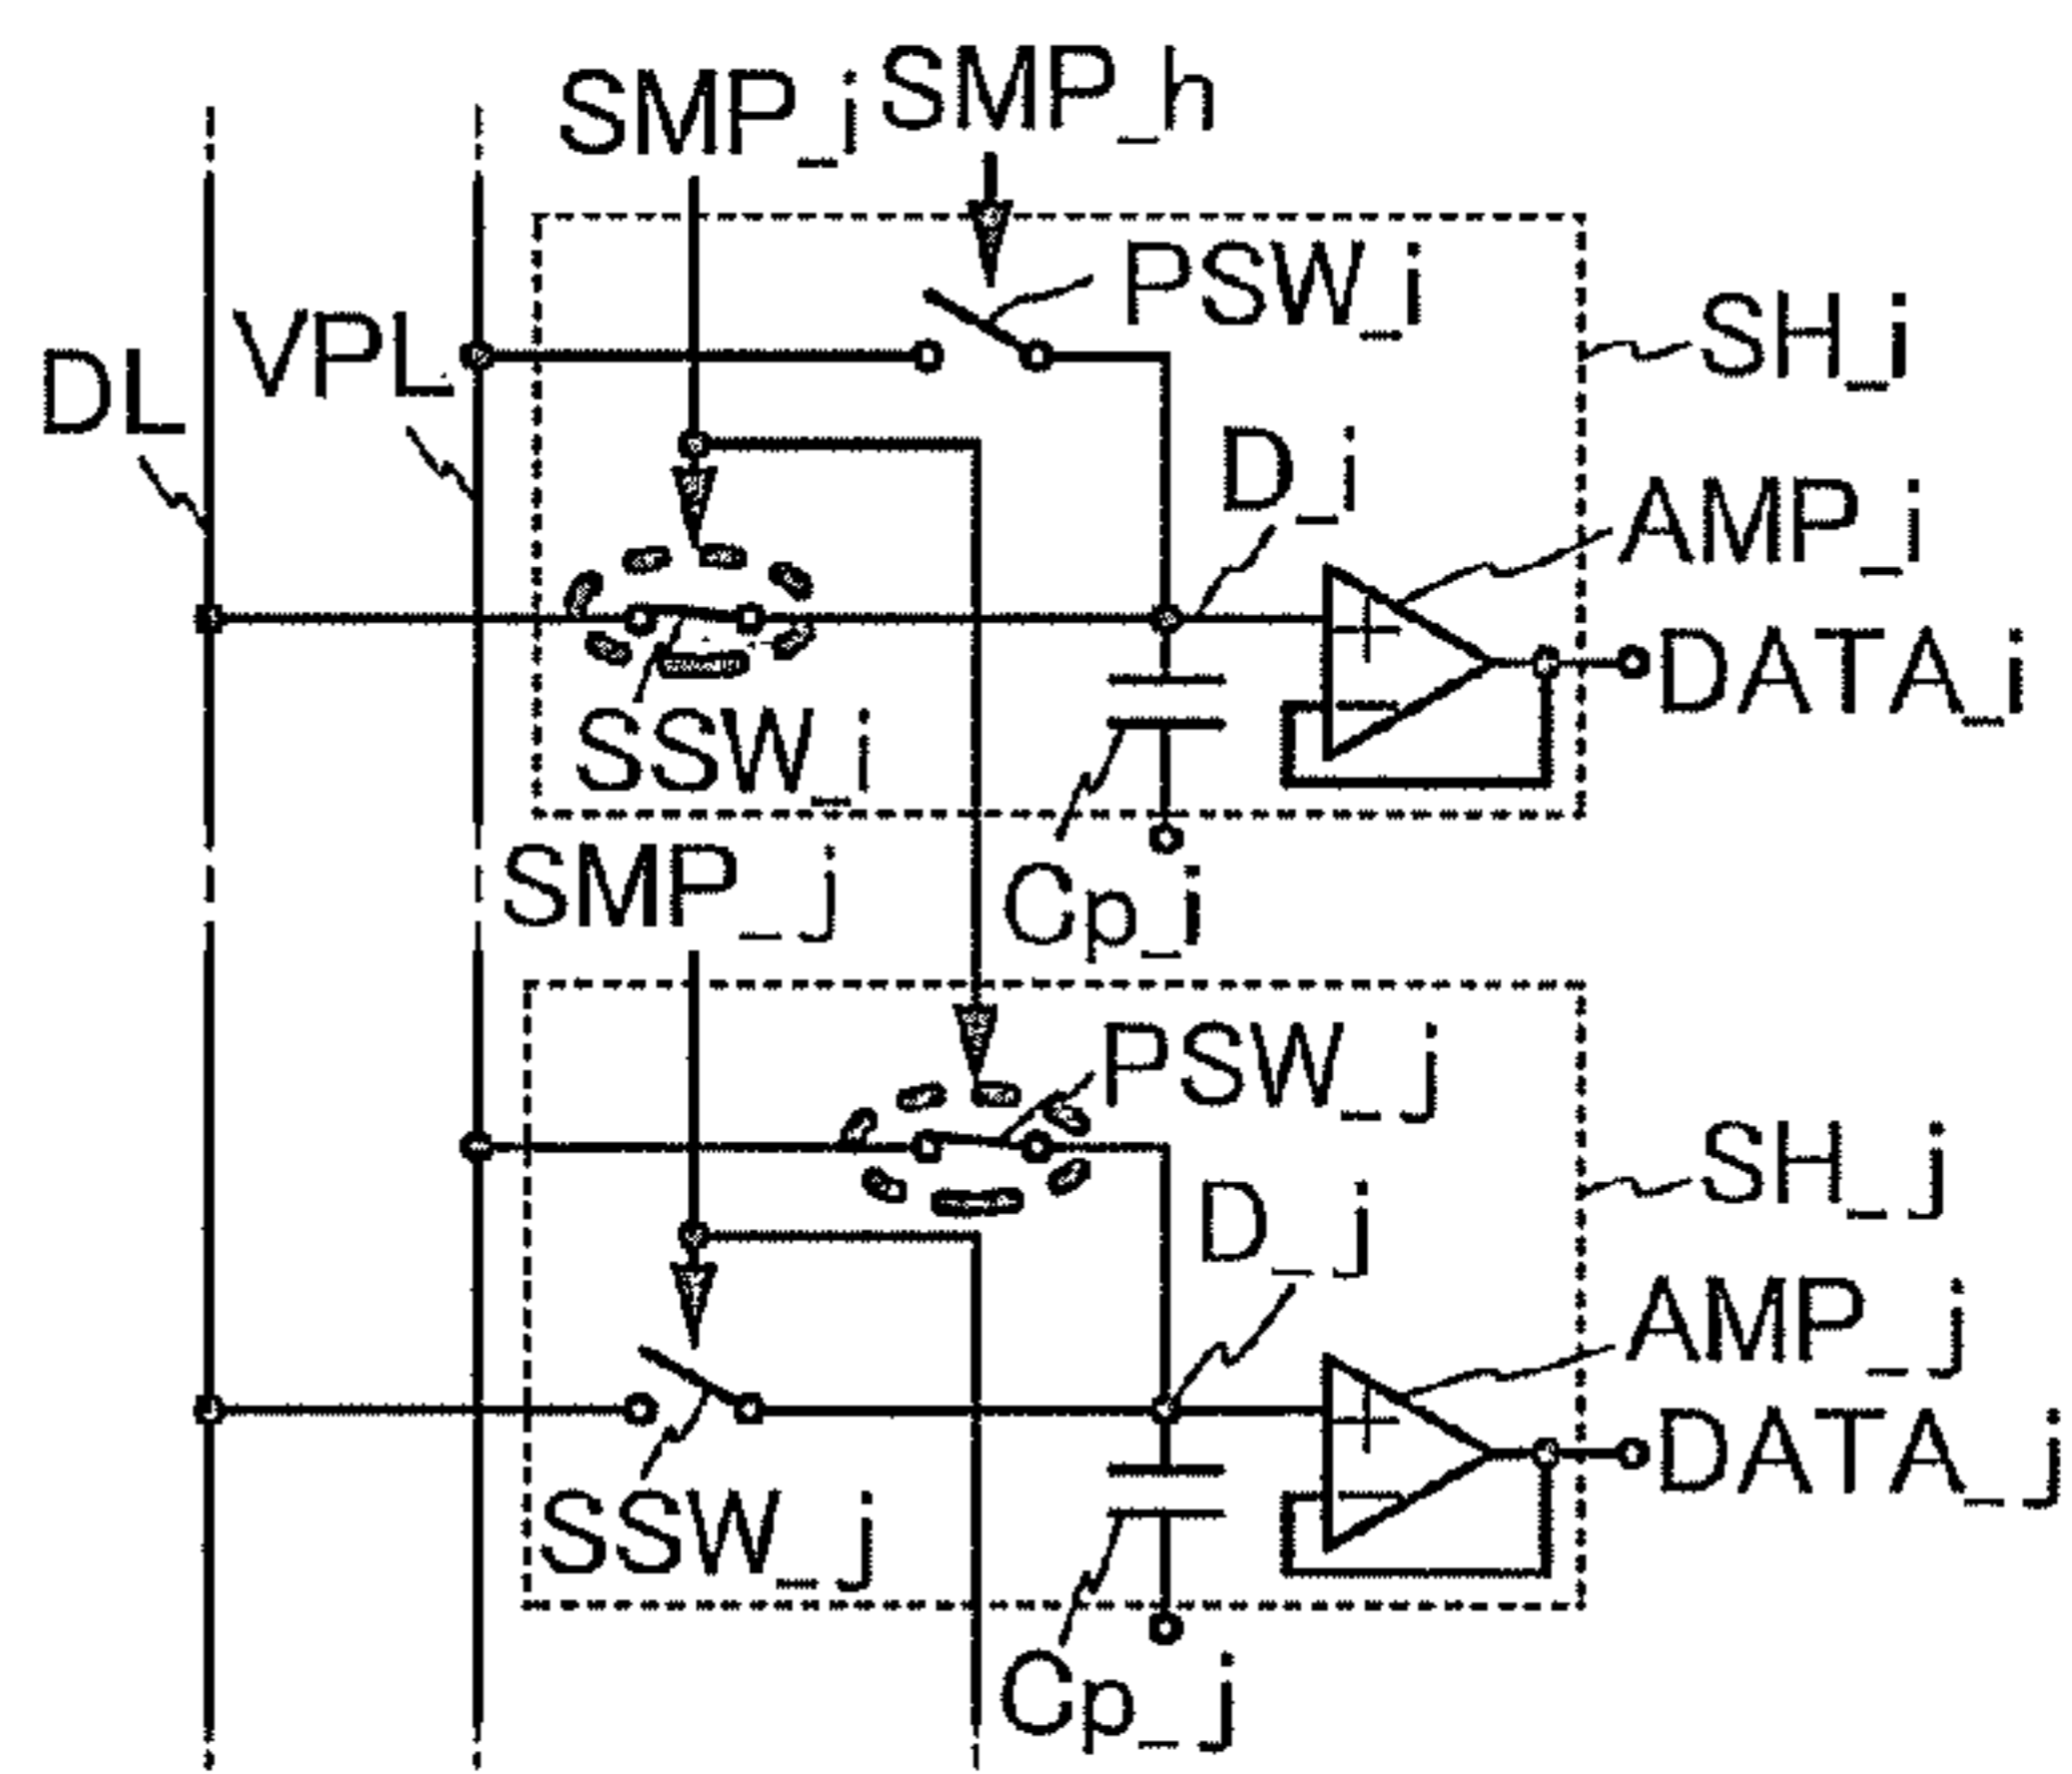 SMP_i SMP_h
PSW_i
SH_i
VPL
DL
D_i
AMP_i
DATA_i
SSW_i
SMP_j
Cp_i
PSW_j
SH_j
D_j
AMP_j
DATA_j
SSW_j
Cp_j